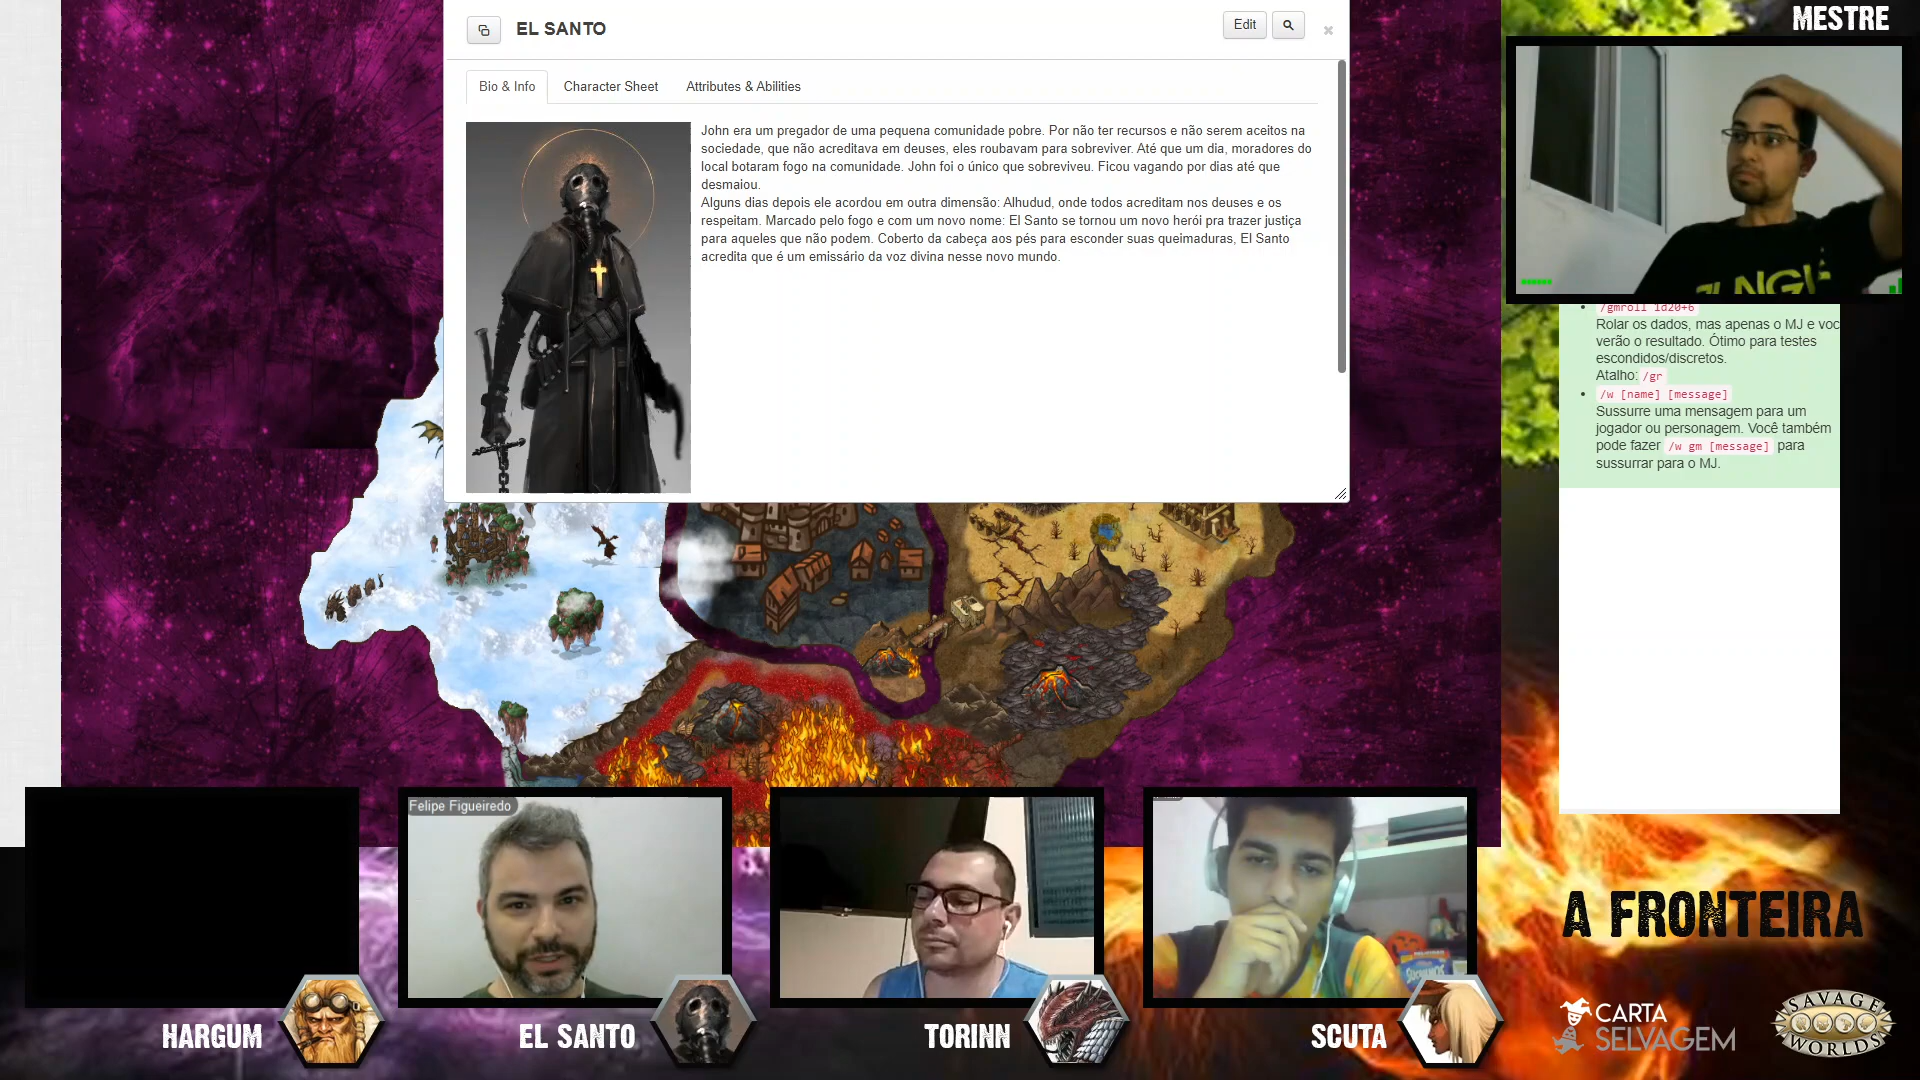 EL SANTO
Edit
MESTRE
Bio & Info
Character Sheet
Attributes & Abilities
John era um pregador de uma pequena comunidade pobre. Por não ter recursos e não serem aceitos na
sociedade, que não acreditava em deuses, eles roubavam para sobreviver. Até que um dia, moradores do
local botaram fogo na comunidade. John foi o único que sobreviveu. Ficou vagando por dias até que
desmaiou.
Alguns dias depois ele acordou em outra dimensão: Alhudud, onde todos acreditam nos deuses e os
respeitam. Marcado pelo fogo e com um novo nome: El Santo se tornou um novo herói pra trazer justiça
para aqueles que não podem. Coberto da cabeça aos pés para esconder suas queimaduras, El Santo
acredita que é um emissário da voz divina nesse novo mundo.
/gmroll 1d20+6
Rolar os dados, mas apenas o MJ e voc
verão o resultado. Ótimo para testes
escondidos/discretos.
Atalho: /gr
/w [name] [message]
Sussurre uma mensagem para um
jogador ou personagem. Você também
pode fazer /w gm [message] para
sussurrar para o MJ.
Felipe Figueiredo
HARGUM
EL SANTO
TORINN
SCUTA
A FRONTEIRA
CARTA
SELVAGEM
SAVAGE
WORLDS